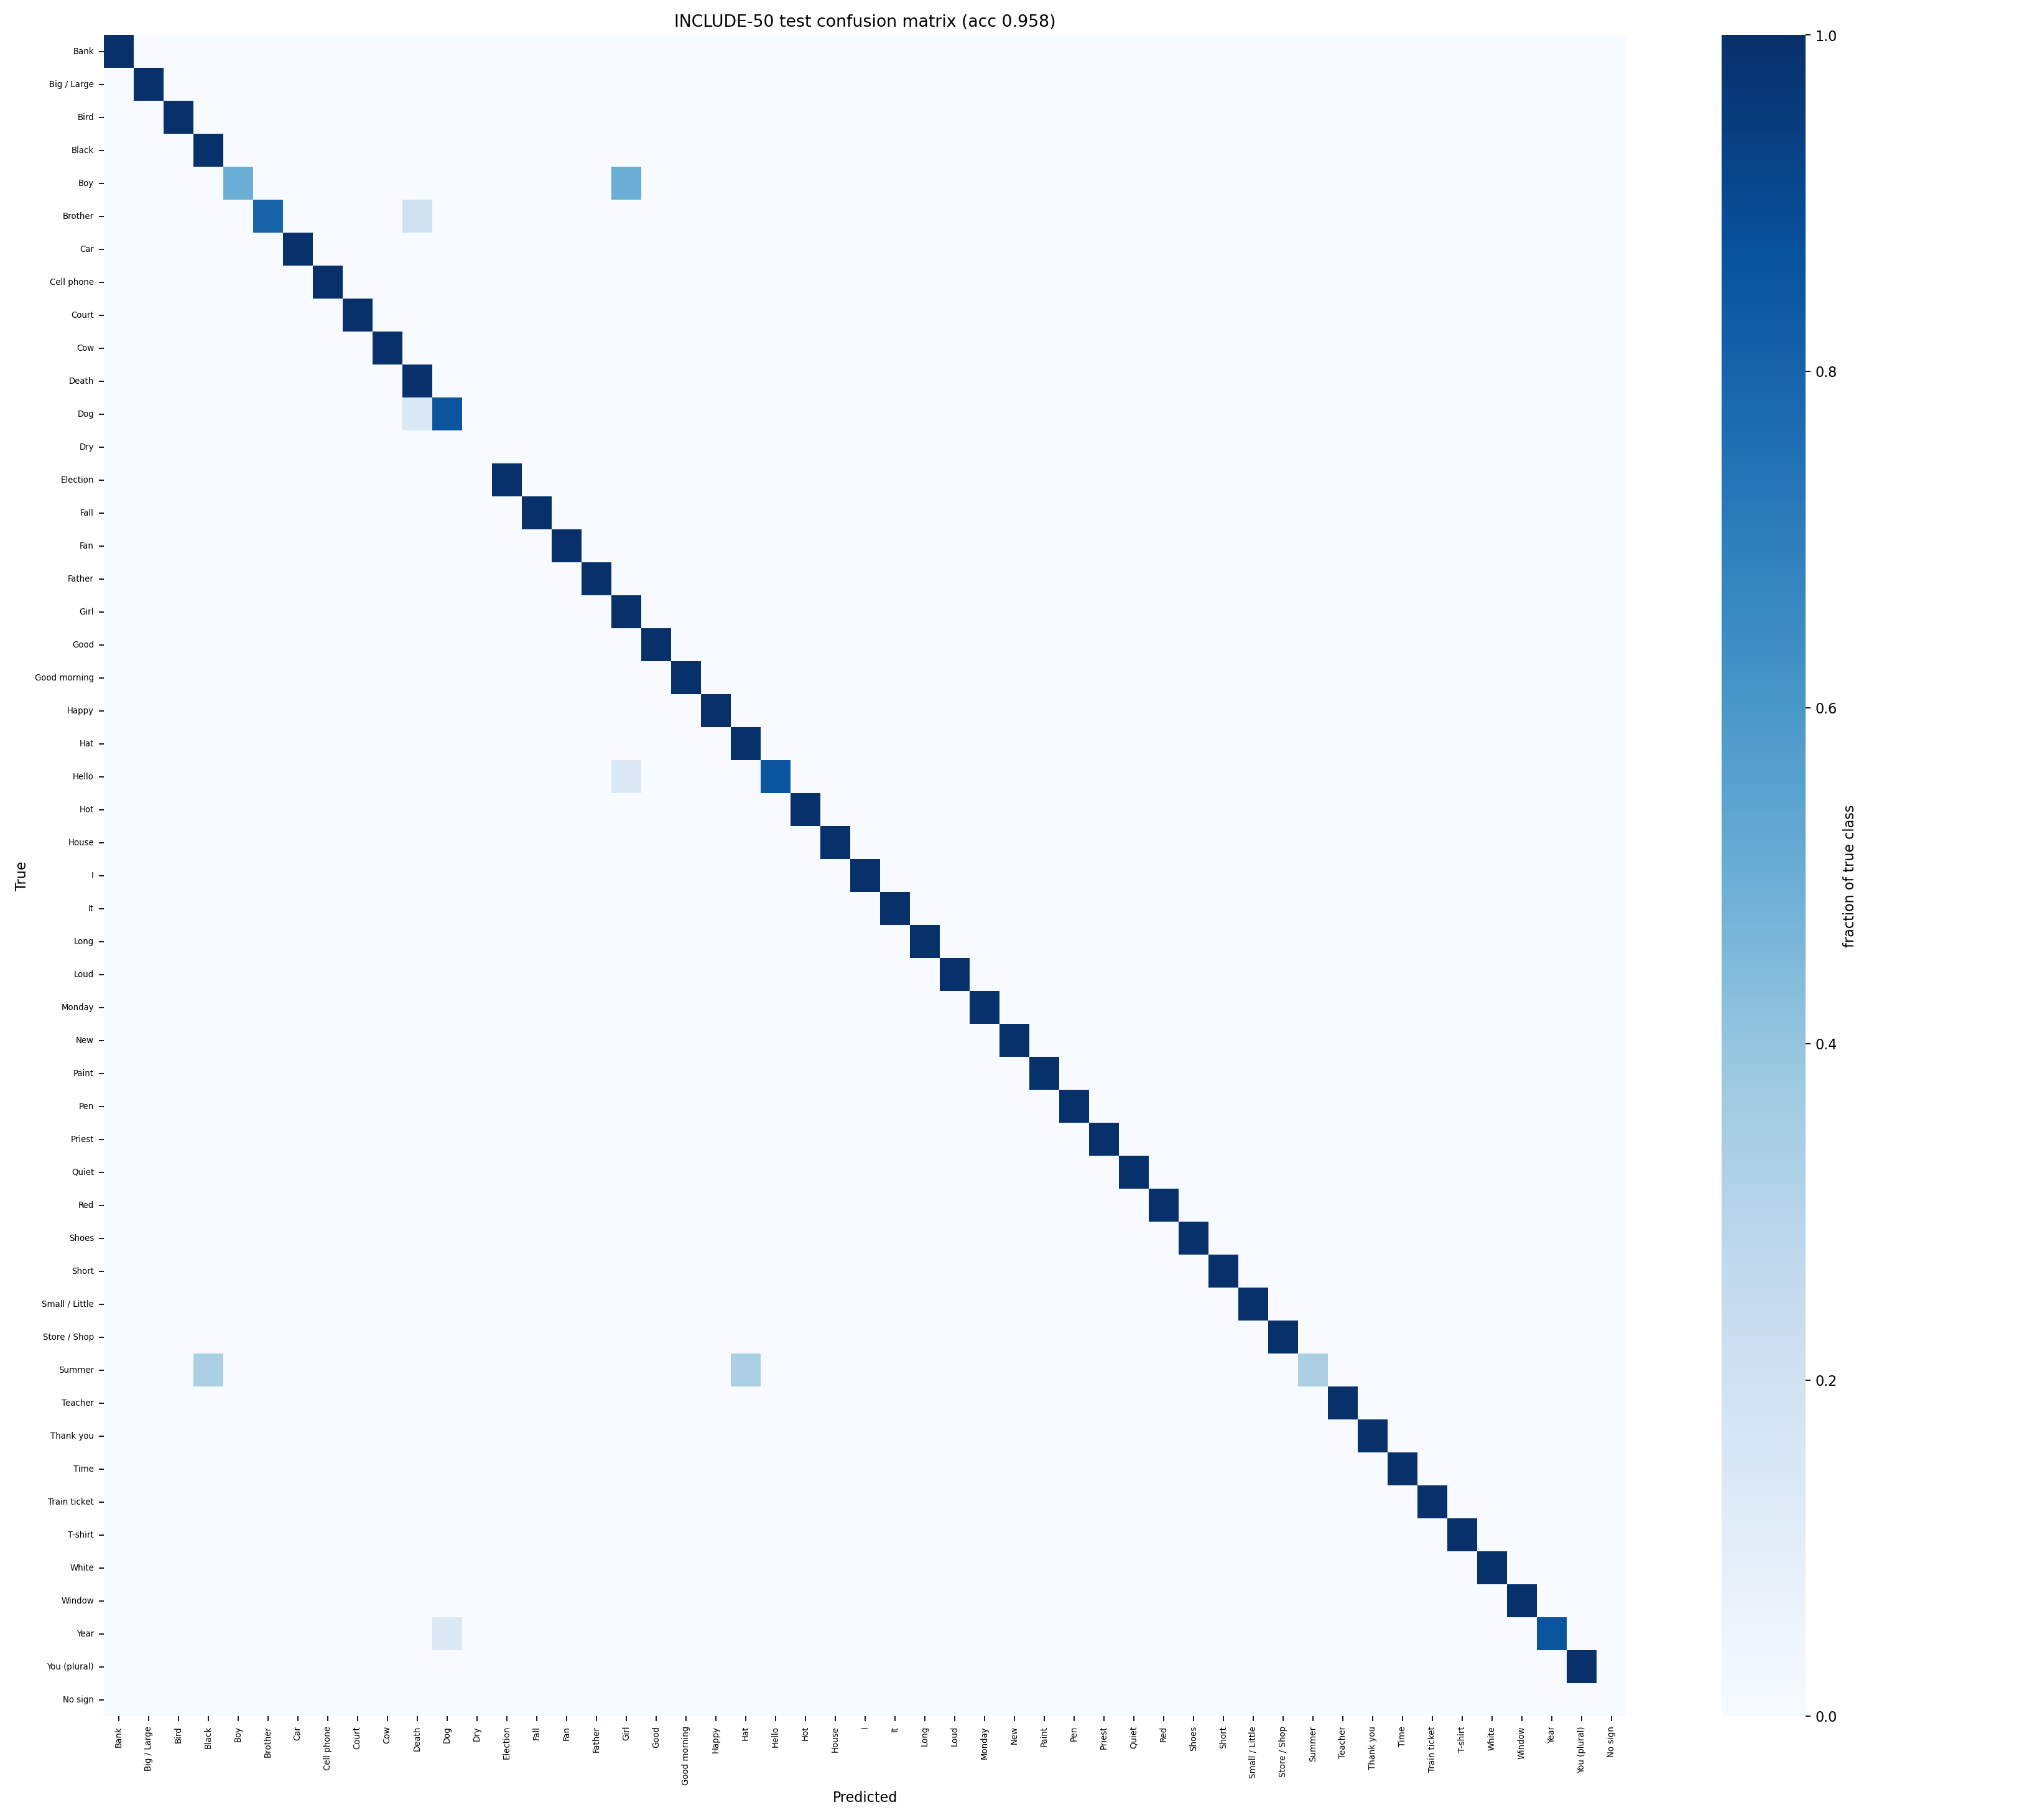 INCLUDE-50 test confusion matrix (acc 0.958)
True
Bank
Big / Large
Bird
Black
Boy
Brother
Car
Cell phone
Court
Cow
Death
Dog
Dry
Election
Fall
Fan
Father
Girl
Good
Good morning
Happy
Hat
Hello
Hot
House
I
It
Long
Loud
Monday
New
Paint
Pen
Priest
Quiet
Red
Shoes
Short
Small / Little
Store / Shop
Summer
Teacher
Thank you
Time
Train ticket
T-shirt
White
Window
Year
You (plural)
No sign
Bank
Big / Large
Bird
Black
Boy
Brother
Car
Cell phone
Court
Cow
Death
Dog
Dry
Election
Fall
Fan
Father
Girl
Good
Good morning
Happy
Hat
Hello
Hot
House
I
It
Long
Loud
Monday
New
Paint
Pen
Priest
Quiet
Red
Shoes
Short
Small / Little
Store / Shop
Summer
Teacher
Thank you
Time
Train ticket
T-shirt
White
Window
Year
You (plural)
No sign
Predicted
1.0
0.8
0.6
0.4
0.2
0.0
fraction of true class